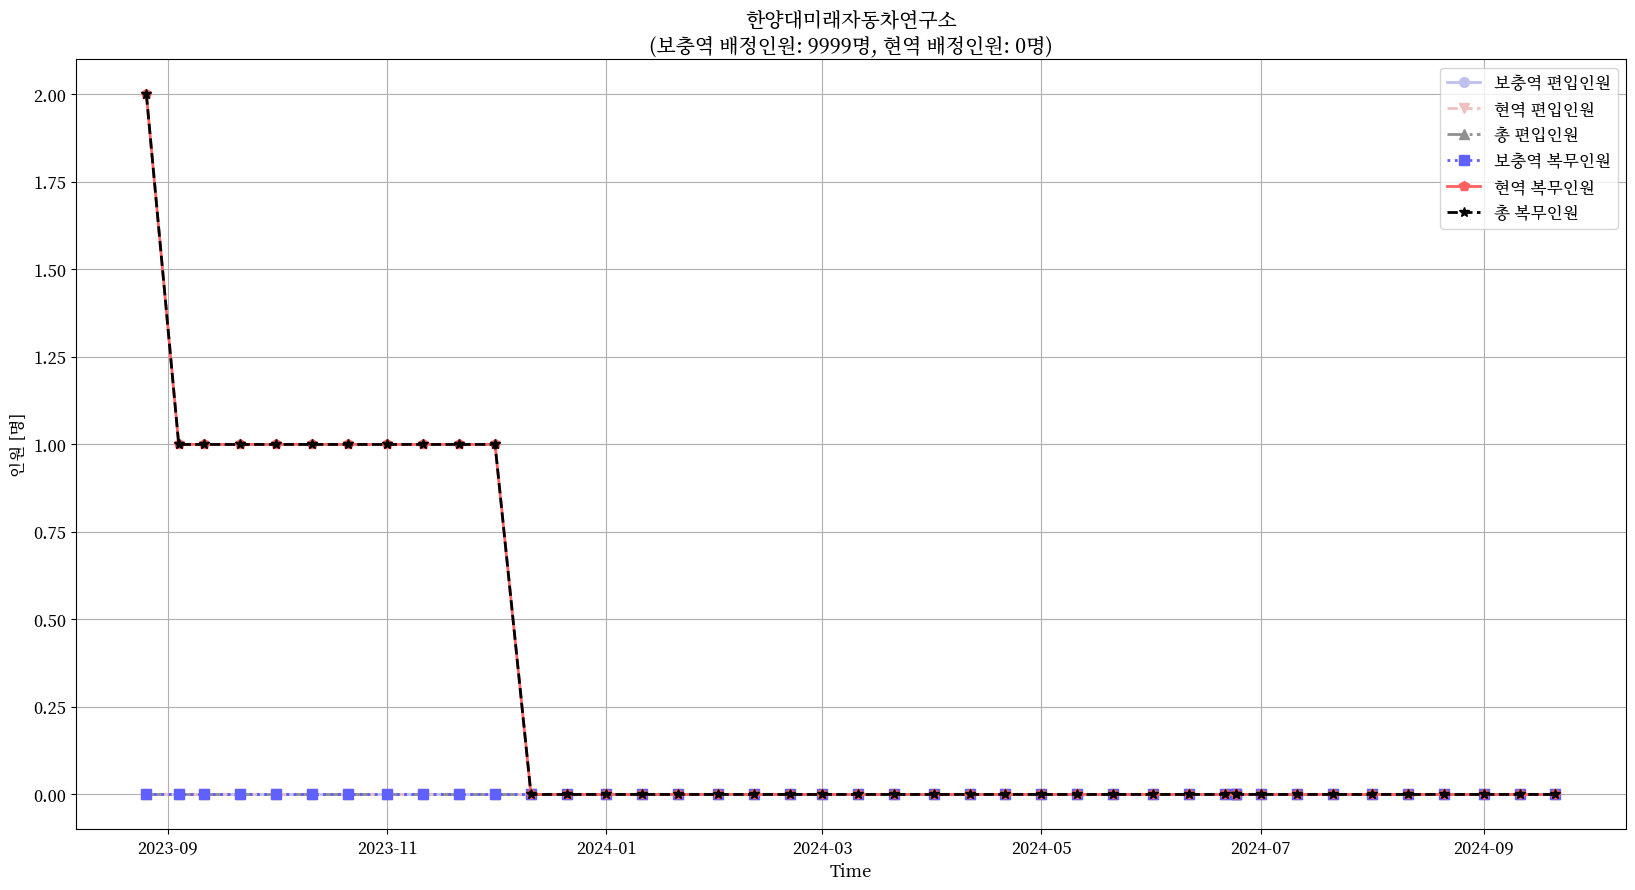 한양대미래자동차연구소
(보충역 배정인원: 9999명, 현역 배정인원: 0명)
보충역 편입인원
현역 편입인원
총 편입인원
보충역 복무인원
현역 복무인원
총 복무인원
인원 [명]
2.00
1.75
1.50
1.25
1.00
0.75
0.50
0.25
0.00
2023-09
2023-11
2024-01
2024-03
2024-05
2024-07
2024-09
Time